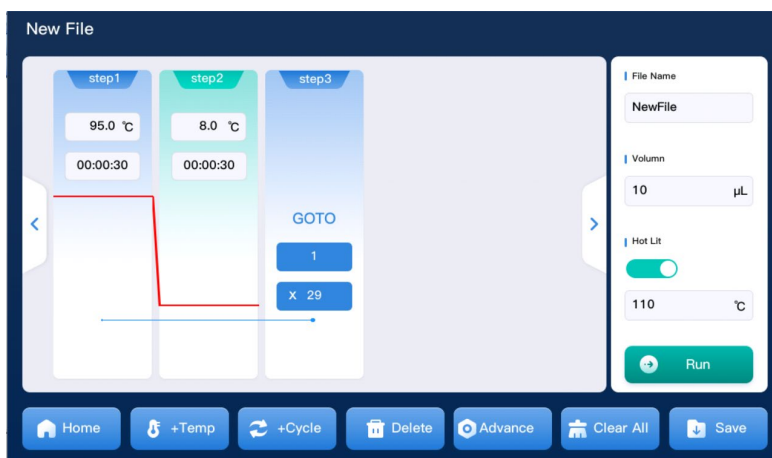 New File
step1
95.0 ℃
00:00:30
step2
8.0 ℃
00:00:30
step3
GOTO
1
X 29
File Name
NewFile
Volumn
10 µL
Hot Lit
110 ℃
Run
Home
+Temp
+Cycle
Delete
Advance
Clear All
Save